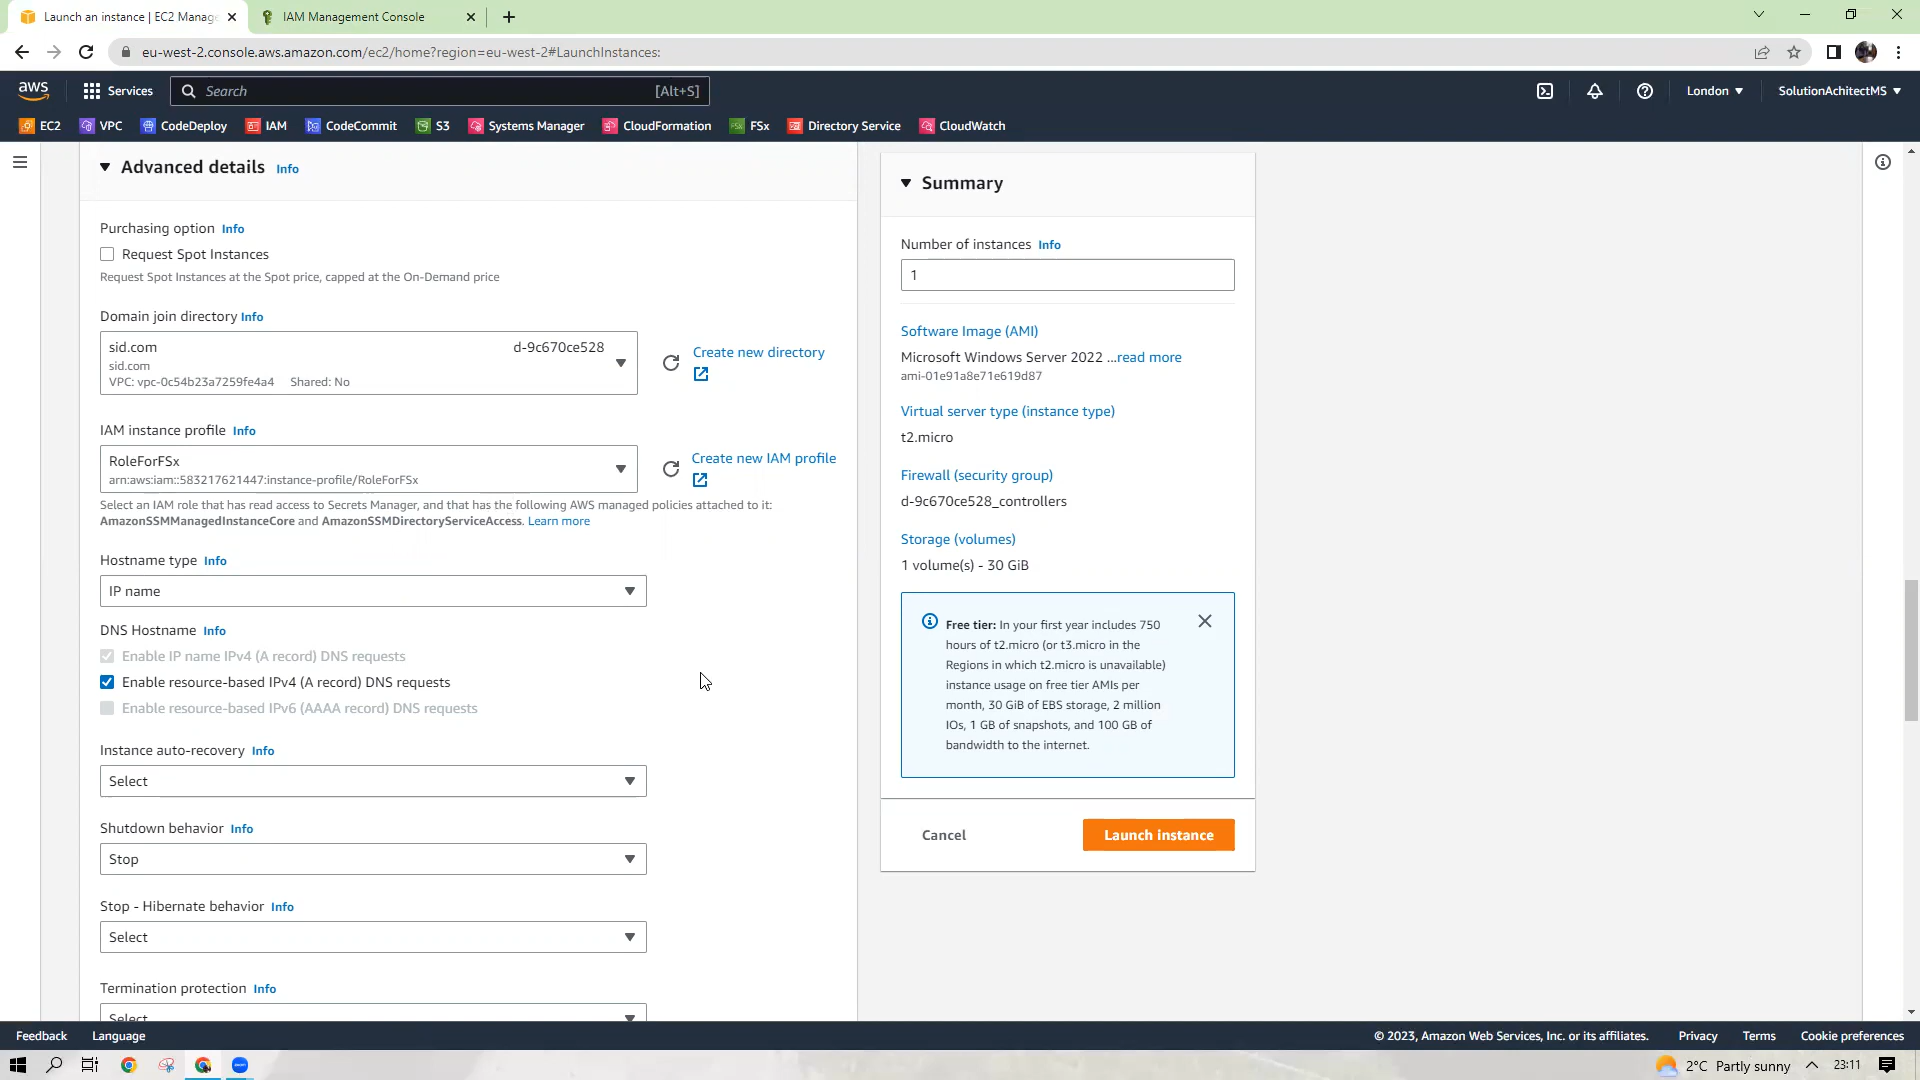 Launch an instance | EC2 Manage
IAM Management Console
eu-west-2.console.aws.amazon.com/ec2/home?region=eu-west-2#LaunchInstances:
aws
Services
Search
[Alt+S]
London
SolutionAchitectMS
EC2
VPC
CodeDeploy
IAM
CodeCommit
S3
Systems Manager
CloudFormation
FSx
Directory Service
CloudWatch
Advanced details Info
Purchasing option Info
Request Spot Instances
Request Spot Instances at the Spot price, capped at the On-Demand price
Domain join directory Info
sid.com d-9c670ce528
sid.com
VPC: vpc-0c54b23a7259fe4a4 Shared: No
Create new directory
IAM instance profile Info
RoleForFSx
arn:aws:iam::583217621447:instance-profile/RoleForFSx
Create new IAM profile
Select an IAM role that has read access to Secrets Manager, and that has the following AWS managed policies attached to it:
AmazonSSMManagedInstanceCore and AmazonSSMDirectoryServiceAccess. Learn more
Hostname type Info
IP name
DNS Hostname Info
Enable IP name IPv4 (A record) DNS requests
Enable resource-based IPv4 (A record) DNS requests
Enable resource-based IPv6 (AAAA record) DNS requests
Instance auto-recovery Info
Select
Shutdown behavior Info
Stop
Stop - Hibernate behavior Info
Select
Termination protection Info
Select
Summary
Number of instances Info
1
Software Image (AMI)
Microsoft Windows Server 2022 ...read more
ami-01e91a8e71e619d87
Virtual server type (instance type)
t2.micro
Firewall (security group)
d-9c670ce528_controllers
Storage (volumes)
1 volume(s) - 30 GiB
Free tier: In your first year includes 750
hours of t2.micro (or t3.micro in the
Regions in which t2.micro is unavailable)
instance usage on free tier AMIs per
month, 30 GiB of EBS storage, 2 million
IOs, 1 GB of snapshots, and 100 GB of
bandwidth to the internet.
Cancel
Launch instance
Feedback
Language
© 2023, Amazon Web Services, Inc. or its affiliates.
Privacy
Terms
Cookie preferences
2°C Partly sunny
23:11